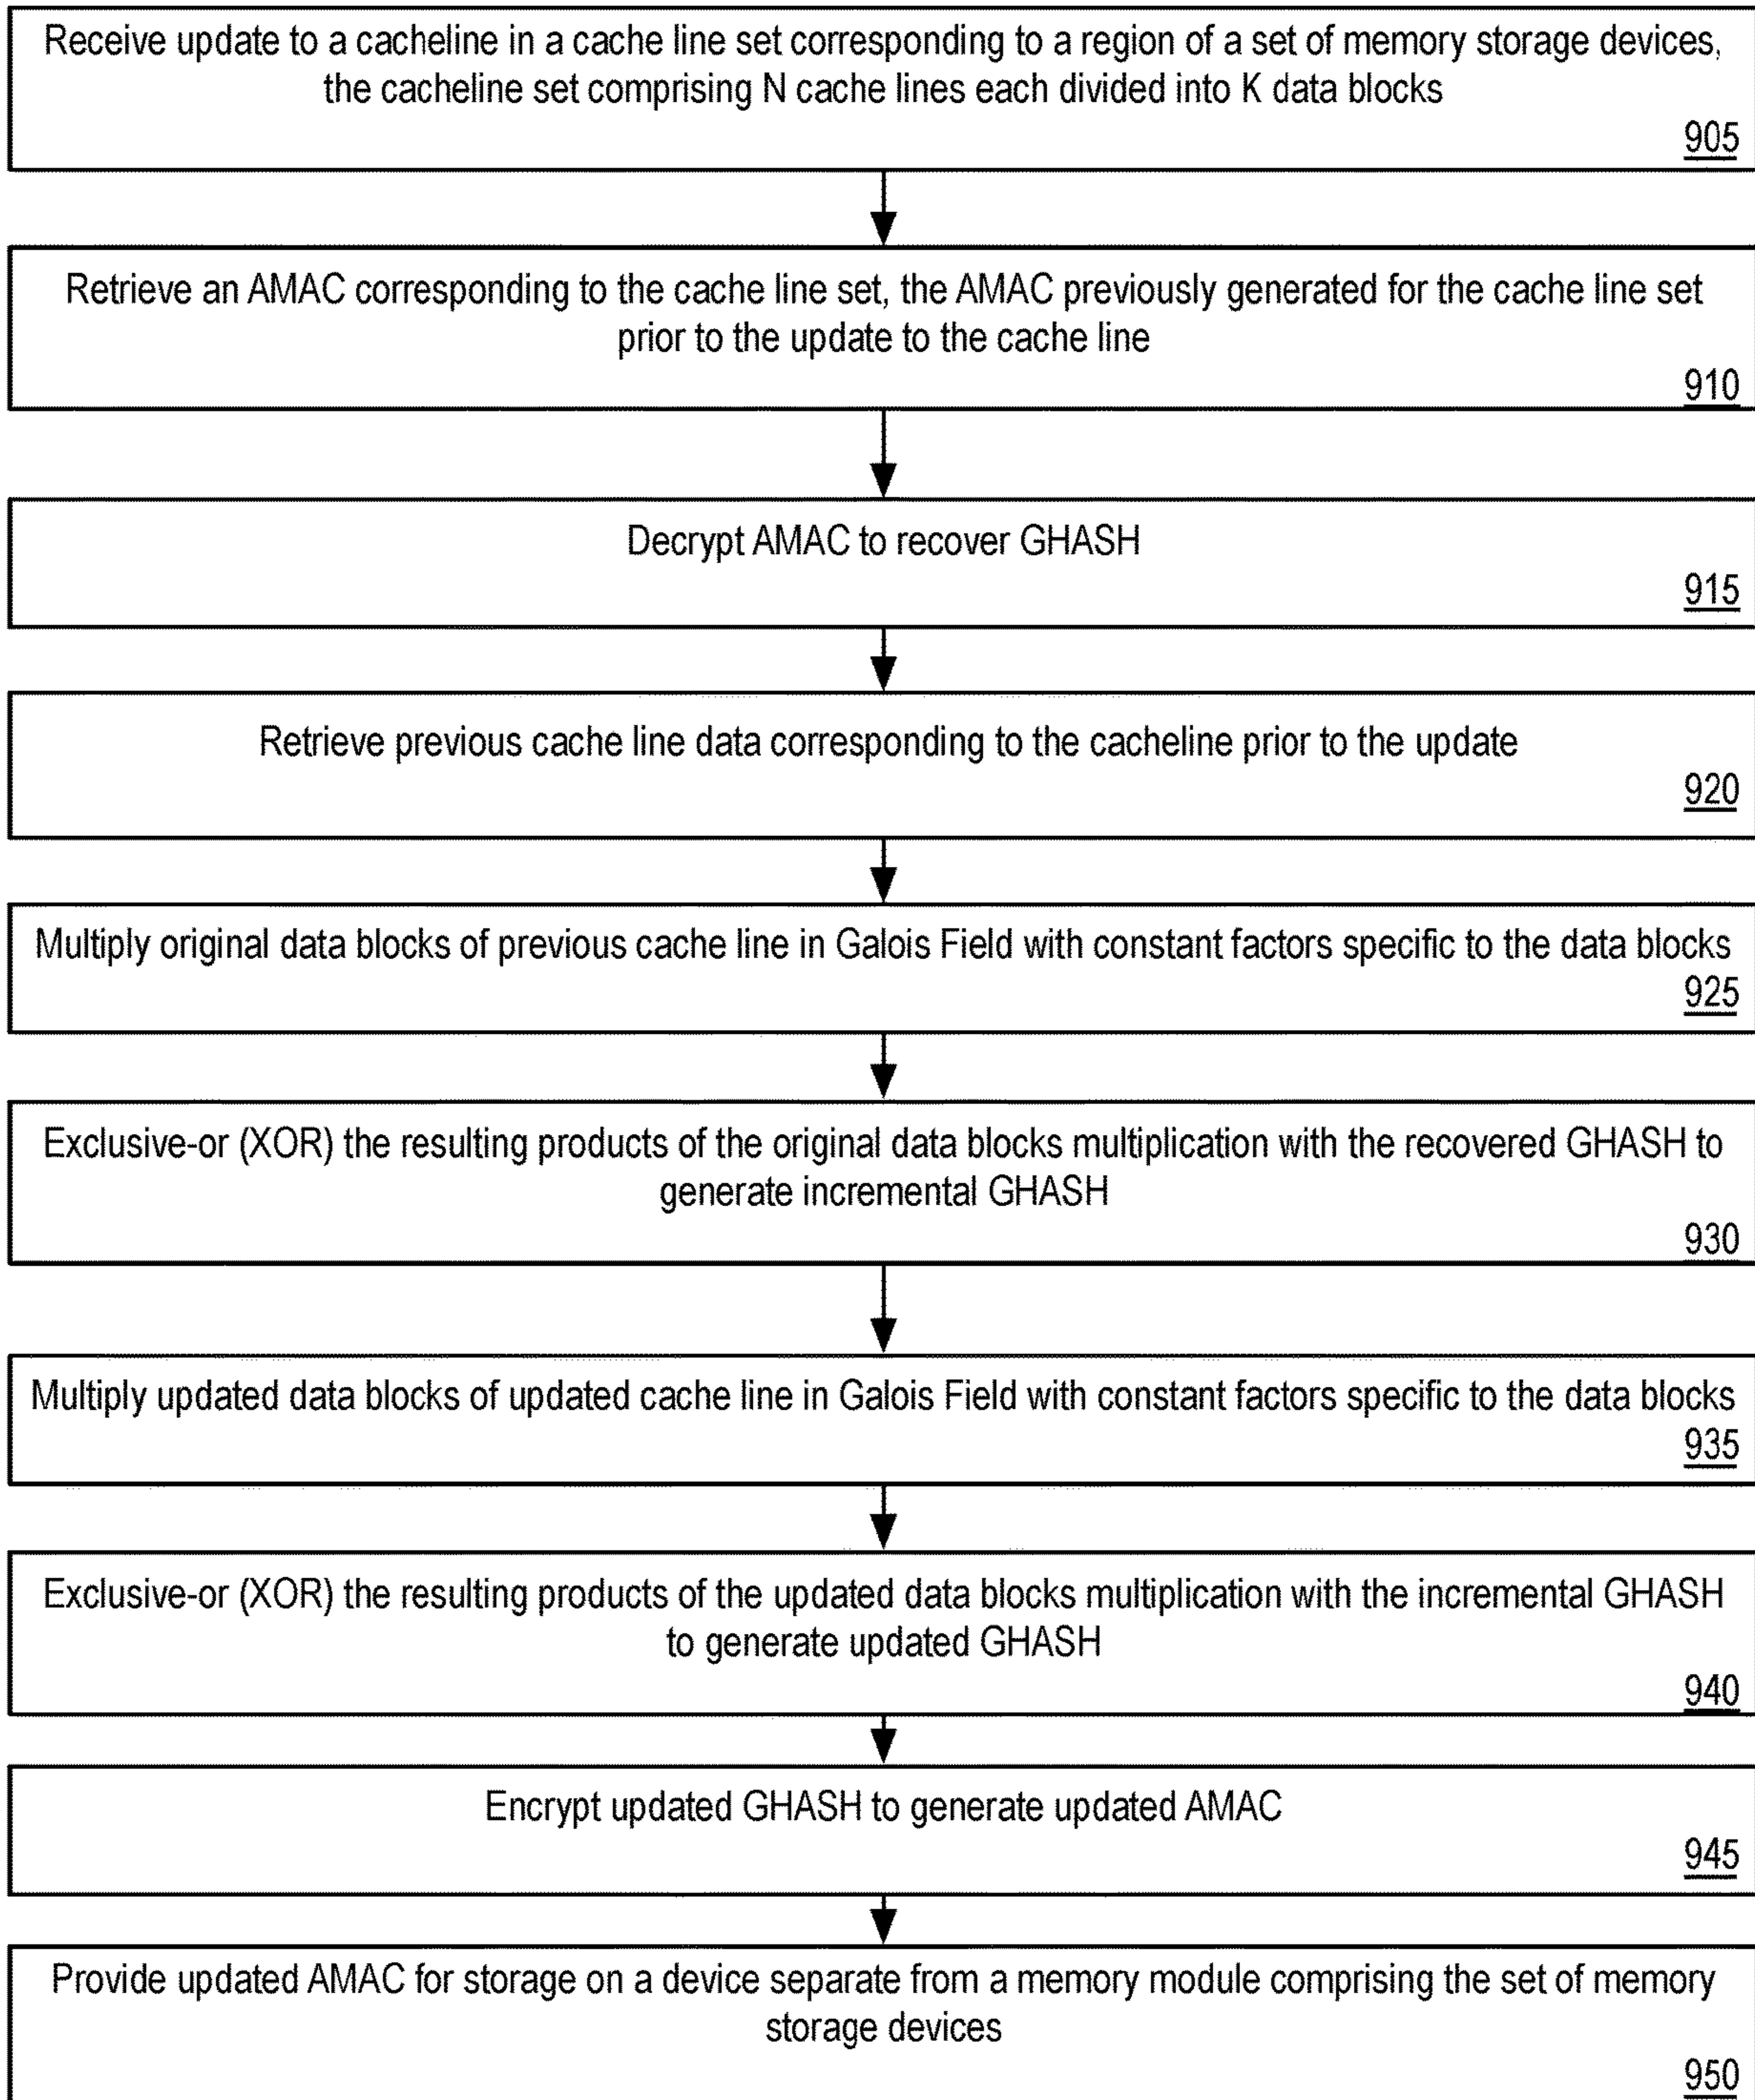 Receive update to a cacheline in a cache line set corresponding to a region of a set of memory storage devices,
the cacheline set comprising N cache lines each divided into K data blocks
905
Retrieve an AMAC corresponding to the cache line set, the AMAC previously generated for the cache line set
prior to the update to the cache line
910
Decrypt AMAC to recover GHASH
915
Retrieve previous cache line data corresponding to the cacheline prior to the update
920
Multiply original data blocks of previous cache line in Galois Field with constant factors specific to the data blocks
925
Exclusive-or (XOR) the resulting products of the original data blocks multiplication with the recovered GHASH to
generate incremental GHASH
930
Multiply updated data blocks of updated cache line in Galois Field with constant factors specific to the data blocks
935
Exclusive-or (XOR) the resulting products of the updated data blocks multiplication with the incremental GHASH
to generate updated GHASH
940
Encrypt updated GHASH to generate updated AMAC
945
Provide updated AMAC for storage on a device separate from a memory module comprising the set of memory
storage devices
950